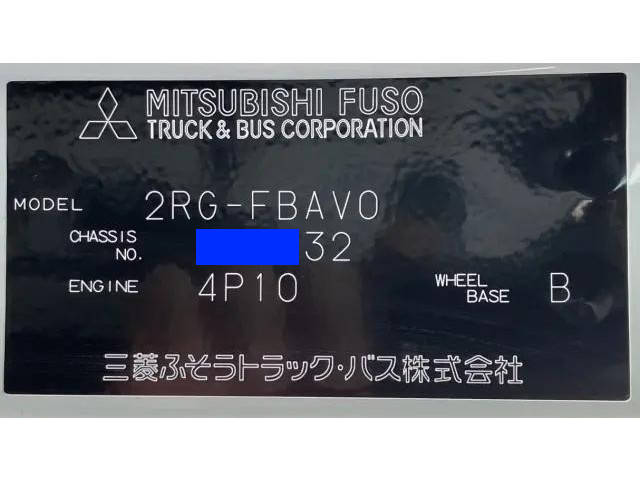 MITSUBISHI FUSO
TRUCK & BUS CORPORATION
MODEL 2RG-FBAV0
CHASSIS NO. 32
ENGINE 4P10 WHEEL BASE B
三菱ふそうトラック・バス株式会社